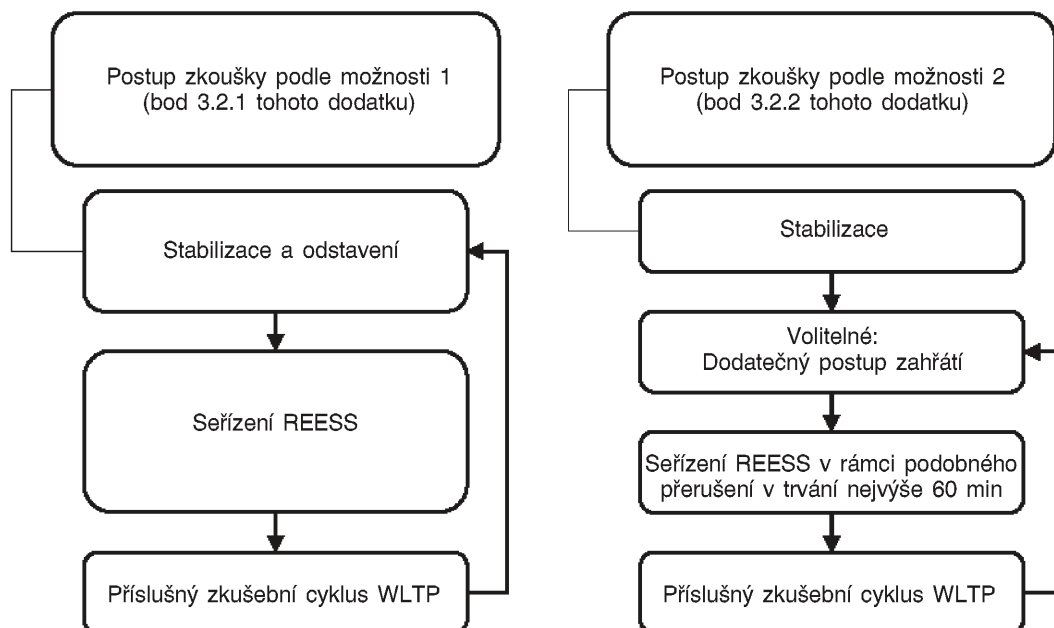 Postup zkoušky podle možnosti 1
(bod 3.2.1 tohoto dodatku)
Stabilizace a odstavení
Seřízení REESS
Příslušný zkušební cyklus WLTP
Postup zkoušky podle možnosti 2
(bod 3.2.2 tohoto dodatku)
Stabilizace
Volitelné:
Dodatečný postup zahřátí
Seřízení REESS v rámci podobného
přerušení v trvání nejvýše 60 min
Příslušný zkušební cyklus WLTP